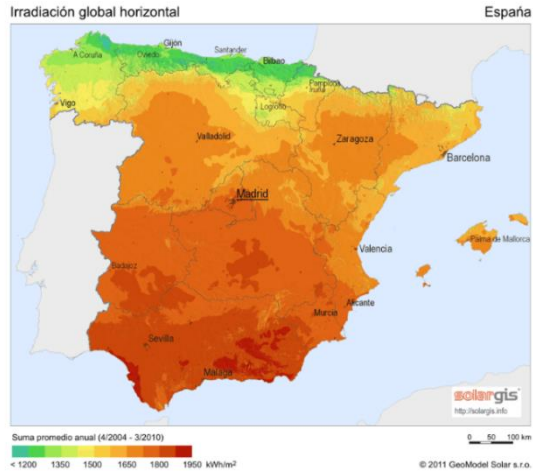 Irradiación global horizontal
España
A Coruña
Oviedo
Gijón
Santander
Bilbao
Pamplona
Iruña
Vigo
Logroño
Valladolid
Zaragoza
Barcelona
Madrid
Palma de Mallorca
Valencia
Badajoz
Alicante
Murcia
Sevilla
Málaga
solargis
http://solargis.info
Suma promedio anual (4/2004 - 3/2010)
0 50 100 km
< 1200 1350 1500 1650 1800 1950 kWh/m²
© 2011 GeoModel Solar s.r.o.